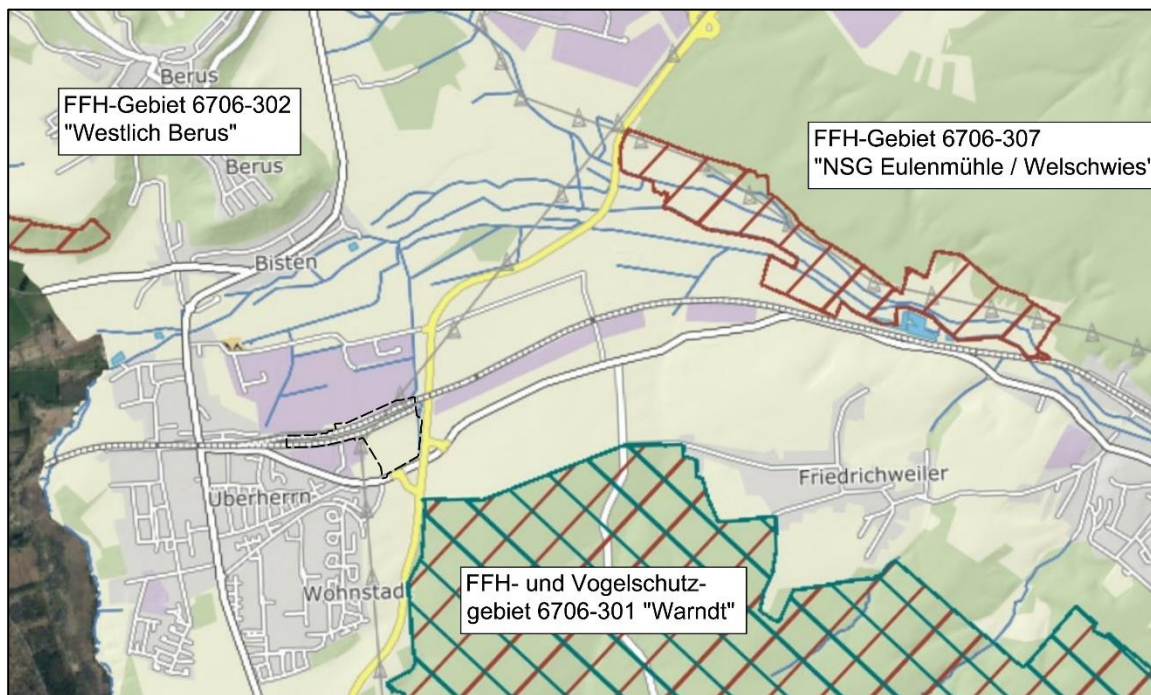 Berus
FFH-Gebiet 6706-302
"Westlich Berus"
Berus
FFH-Gebiet 6706-307
"NSG Eulenmühle / Welschwies"
Bisten
Überherrn
Friedrichweiler
Wohnstad
FFH- und Vogelschutz-
gebiet 6706-301 "Warndt"